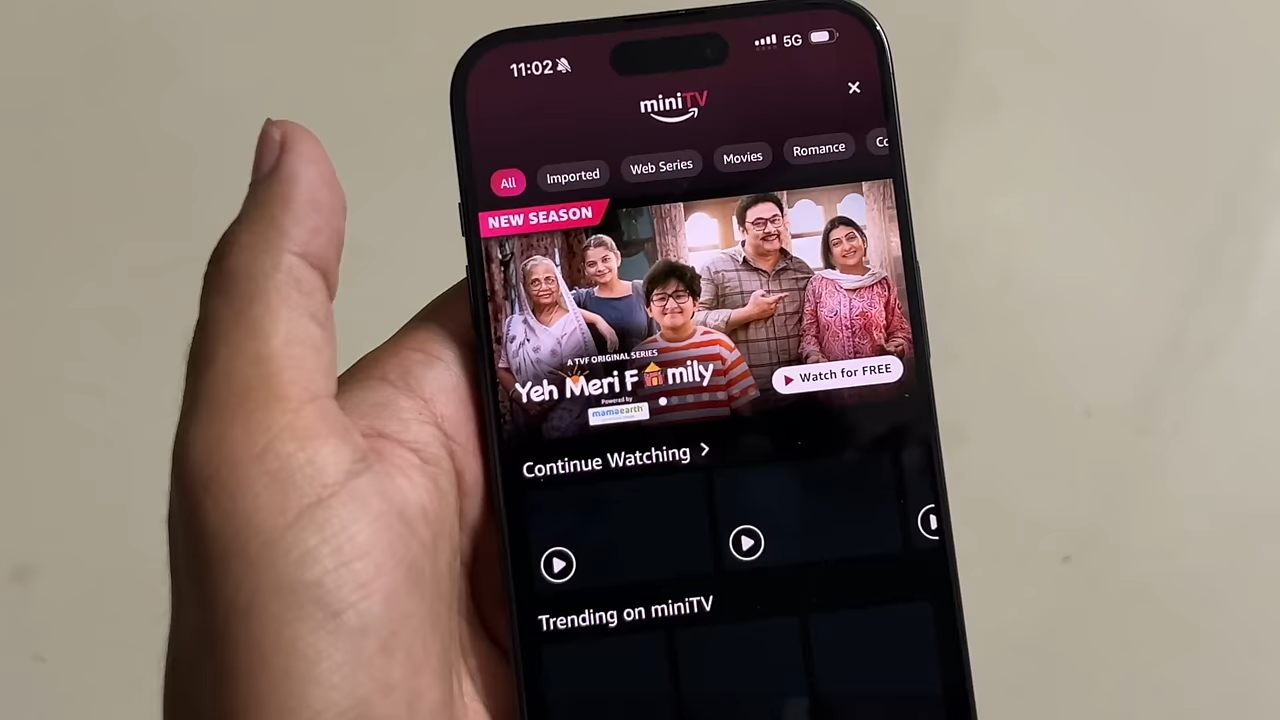 11:02
5G
miniTV
All Imported Web Series Movies Romance Co
NEW SEASON
A TVF ORIGINAL SERIES
Yeh Meri Family
Powered by
mamaearth
Watch for FREE
Continue Watching
Trending on miniTV